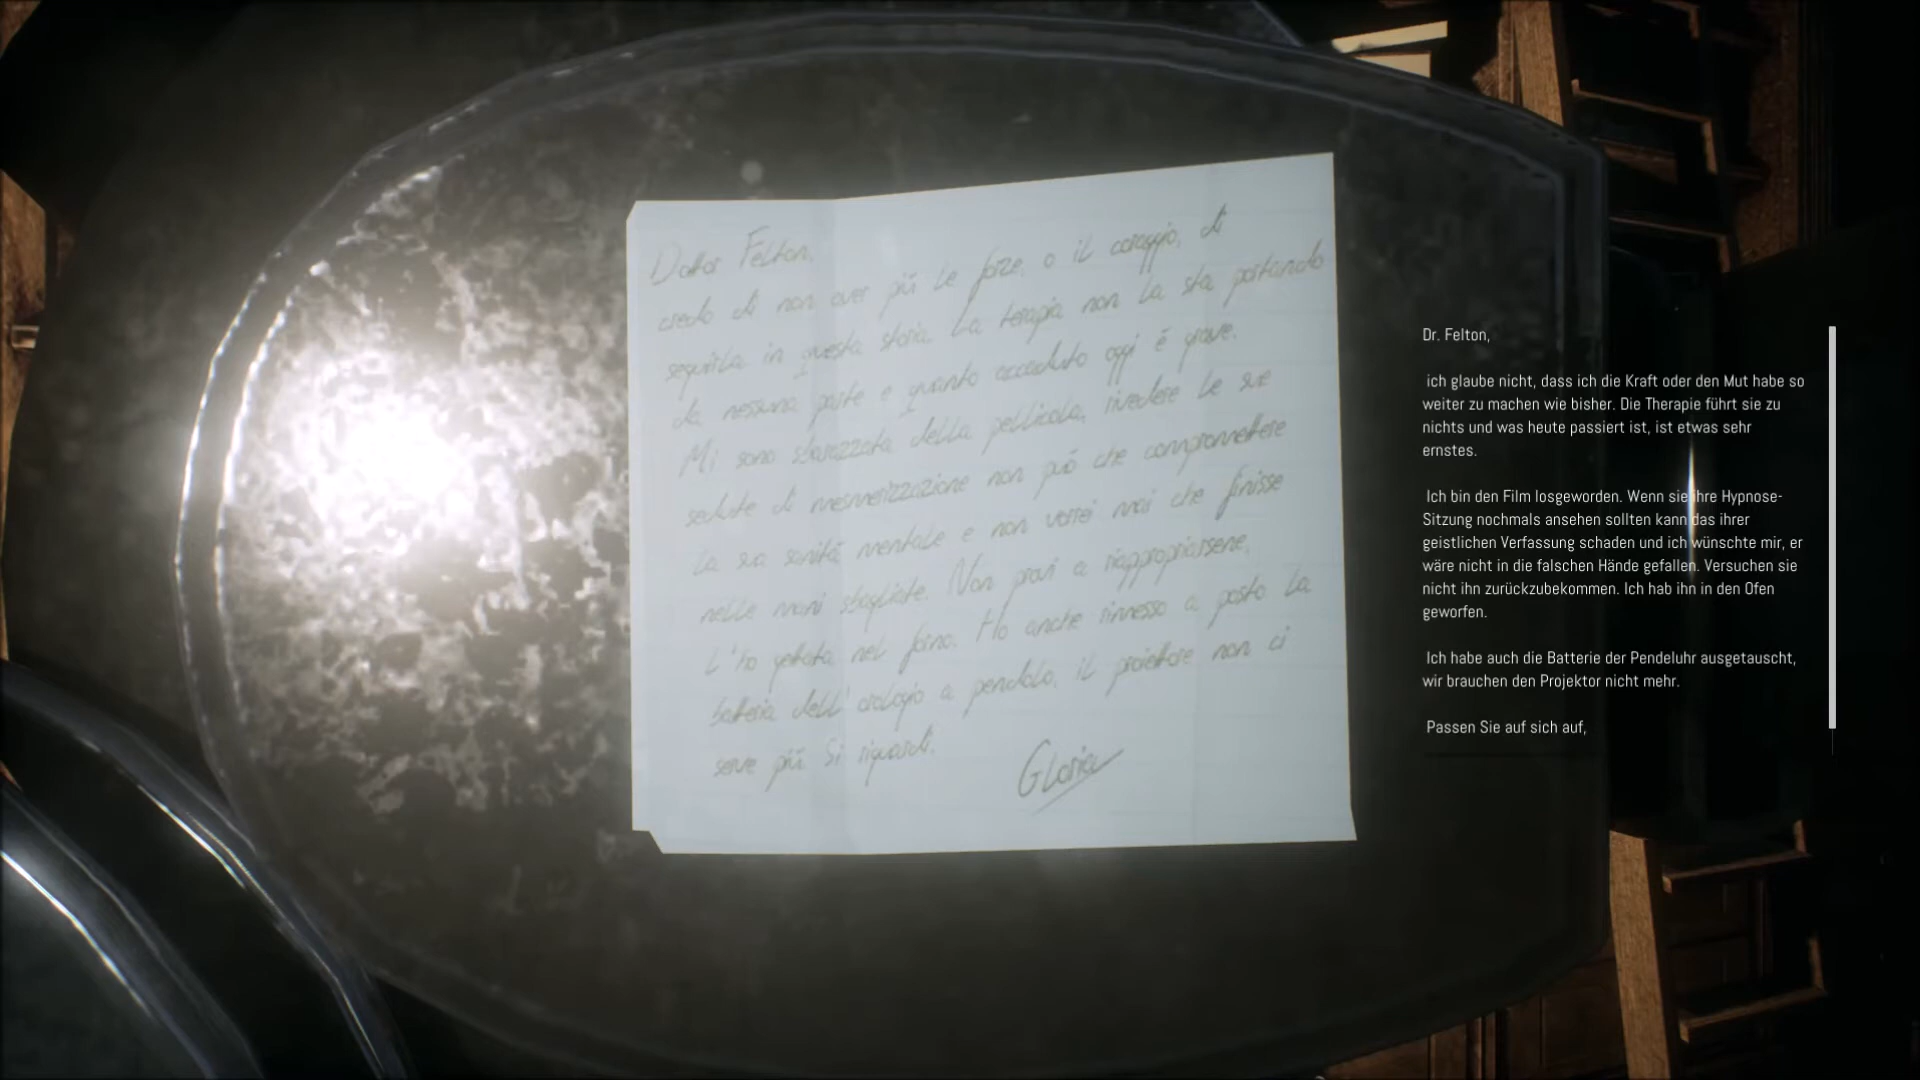 Dottor Felton,
credo di non aver più le forze, o il coraggio, di
seguirla in questa storia. La terapia non la sta portando
da nessuna parte e quanto accaduto oggi è grave.
Mi sono sbarazzata della pellicola, rivedere le sue
sedute di mesmerizzazione non può che compromettere
la sua sanità mentale e non vorrei mai che finisse
nelle mani sbagliate. Non provi a riappropriarsene,
L'ho gettata nel forno. Ho anche rimesso a posto la
batteria dell'orologio a pendolo, il proiettore non ci
serve più. Si riguardi.
Gloria
Dr. Felton,
ich glaube nicht, dass ich die Kraft oder den Mut habe so
weiter zu machen wie bisher. Die Therapie führt sie zu
nichts und was heute passiert ist, ist etwas sehr
ernstes.
Ich bin den Film losgeworden. Wenn sie ihre Hypnose-
Sitzung nochmals ansehen sollten kann das ihrer
geistlichen Verfassung schaden und ich wünschte mir, er
wäre nicht in die falschen Hände gefallen. Versuchen sie
nicht ihn zurückzubekommen. Ich hab ihn in den Ofen
geworfen.
Ich habe auch die Batterie der Pendeluhr ausgetauscht,
wir brauchen den Projektor nicht mehr.
Passen Sie auf sich auf,